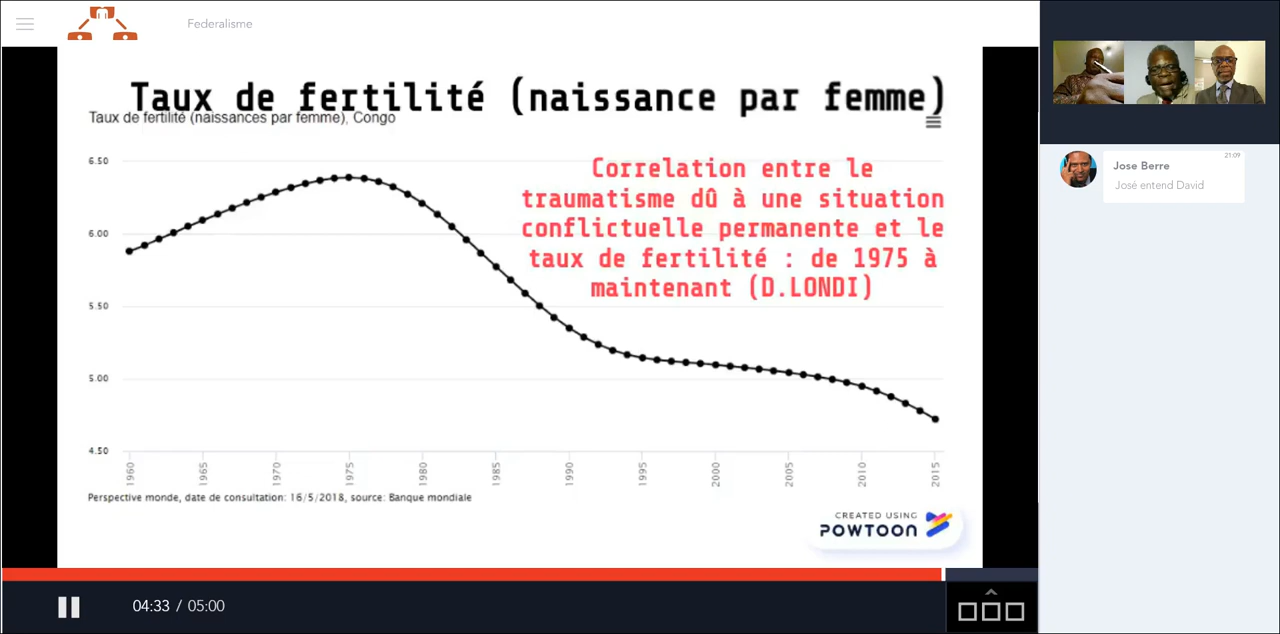 Federalisme
Taux de fertilité (naissance par femme)
Taux de fertilité (naissances par femme), Congo
Correlation entre le
traumatisme dû à une situation
conflictuelle permanente et le
taux de fertilité : de 1975 à
maintenant (D.LONDI)
6.50
6.00
5.50
5.00
4.50
1960
1965
1970
1975
1980
1985
1990
1995
2000
2005
2010
2015
Perspective monde, date de consultation: 16/5/2018, source: Banque mondiale
CREATED USING
POWTOON
04:33 / 05:00
21:09
Jose Berre
José entend David